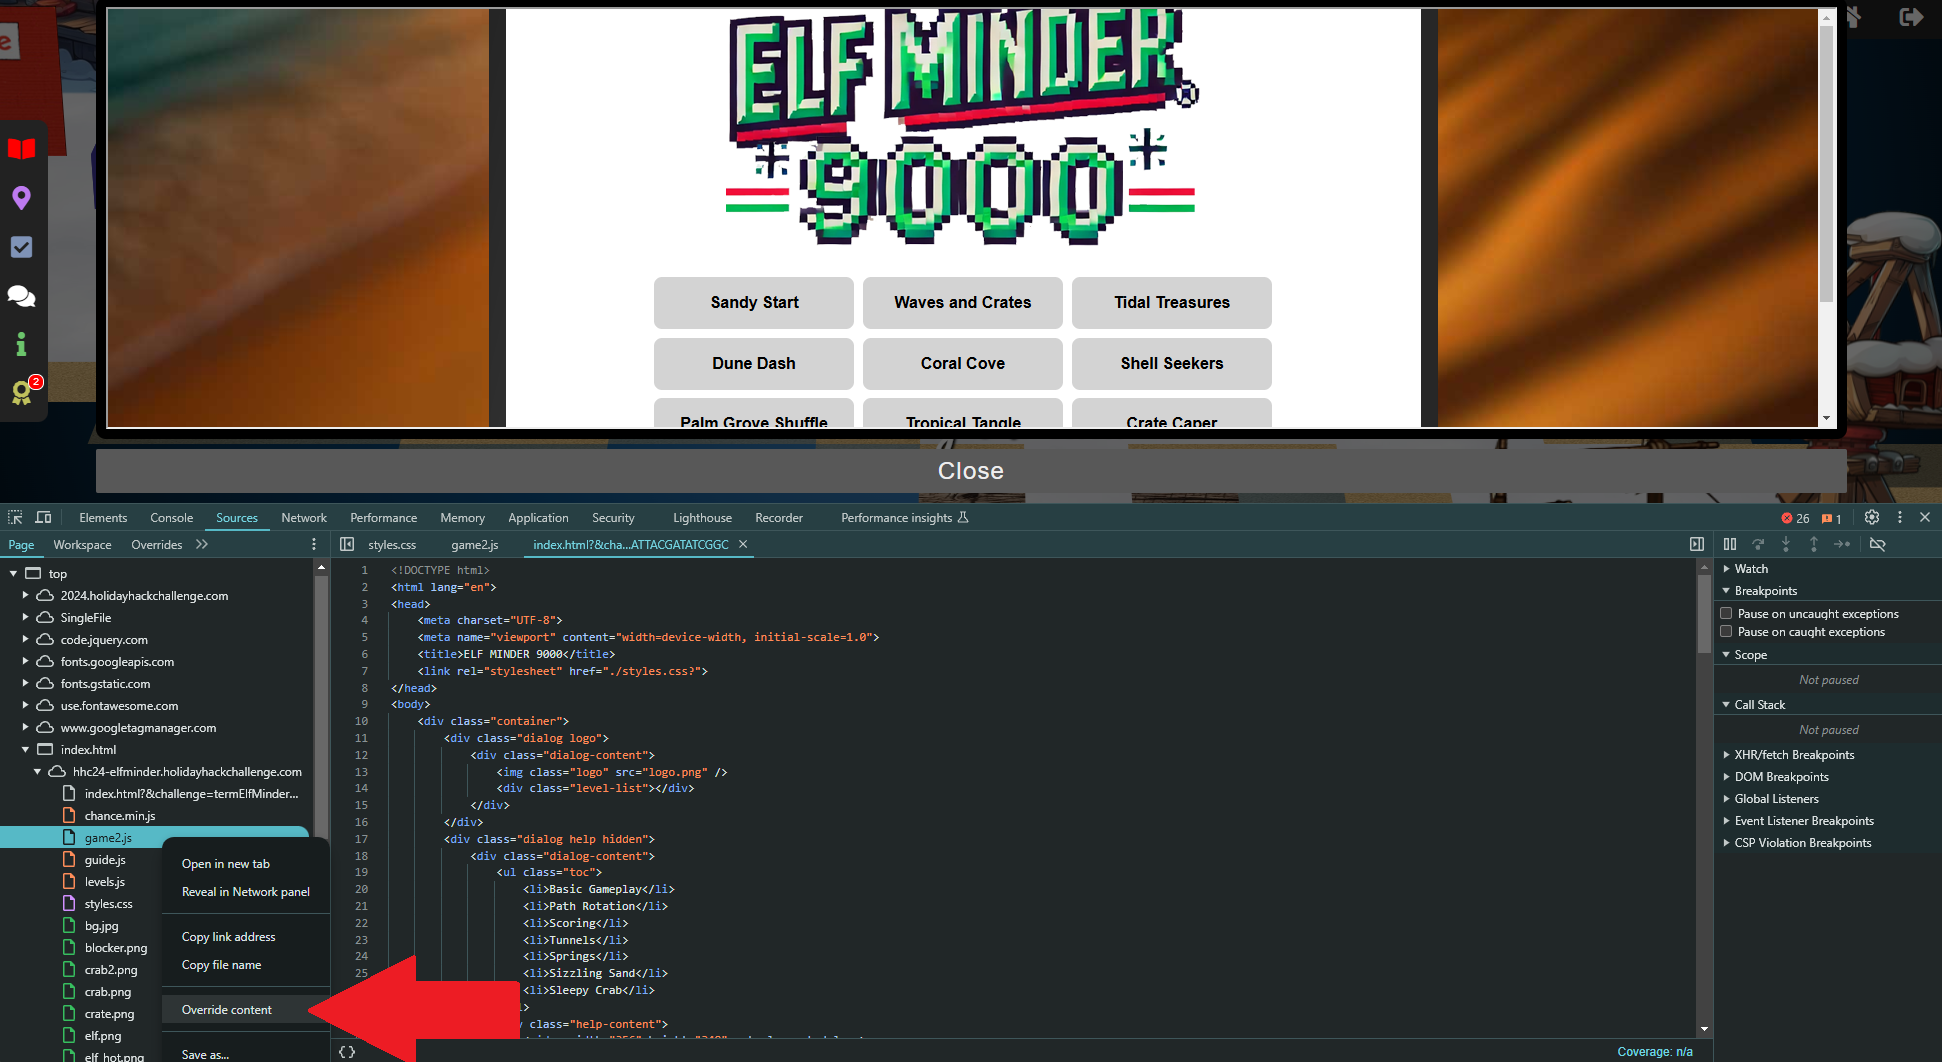 e
ELF MINDER
9000
Sandy Start
Waves and Crates
Tidal Treasures
Dune Dash
Coral Cove
Shell Seekers
Palm Grove Shuffle
Tropical Tangle
Crate Caper
2
Close
Elements Console Sources Network Performance Memory Application Security Lighthouse Recorder Performance insights 26 1
Page Workspace Overrides
styles.css game2.js index.html?&cha...ATTACGATATCGGC
top
2024.holidayhackchallenge.com
SingleFile
code.jquery.com
fonts.googleapis.com
fonts.gstatic.com
use.fontawesome.com
www.googletagmanager.com
index.html
hhc24-elfminder.holidayhackchallenge.com
index.html?&challenge=termElfMinder...
chance.min.js
game2.js
guide.js
levels.js
styles.css
bg.jpg
blocker.png
crab2.png
crab.png
crate.png
elf.png
elf_hot.png
Open in new tab
Reveal in Network panel
Copy link address
Copy file name
Override content
Save as...
1 <!DOCTYPE html>
2 <html lang="en">
3 <head>
4 <meta charset="UTF-8">
5 <meta name="viewport" content="width=device-width, initial-scale=1.0">
6 <title>ELF MINDER 9000</title>
7 <link rel="stylesheet" href="./styles.css?">
8 </head>
9 <body>
10 <div class="container">
11 <div class="dialog logo">
12 <div class="dialog-content">
13 <img class="logo" src="logo.png" />
14 <div class="level-list"></div>
15 </div>
16 </div>
17 <div class="dialog help hidden">
18 <div class="dialog-content">
19 <ul class="toc">
20 <li>Basic Gameplay</li>
21 <li>Path Rotation</li>
22 <li>Scoring</li>
23 <li>Tunnels</li>
24 <li>Springs</li>
25 <li>Sizzling Sand</li>
<li>Sleepy Crab</li>
l>
class="help-content">
{}
Coverage: n/a
Watch
Breakpoints
Pause on uncaught exceptions
Pause on caught exceptions
Scope
Not paused
Call Stack
Not paused
XHR/fetch Breakpoints
DOM Breakpoints
Global Listeners
Event Listener Breakpoints
CSP Violation Breakpoints